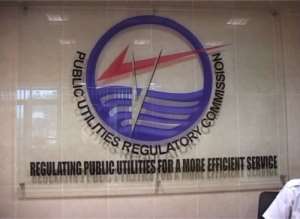 PUBLIC UTILITIES REGULATORY COMMISSION
REGULATING PUBLIC UTILITIES FOR A MORE EFFICIENT SERVICE